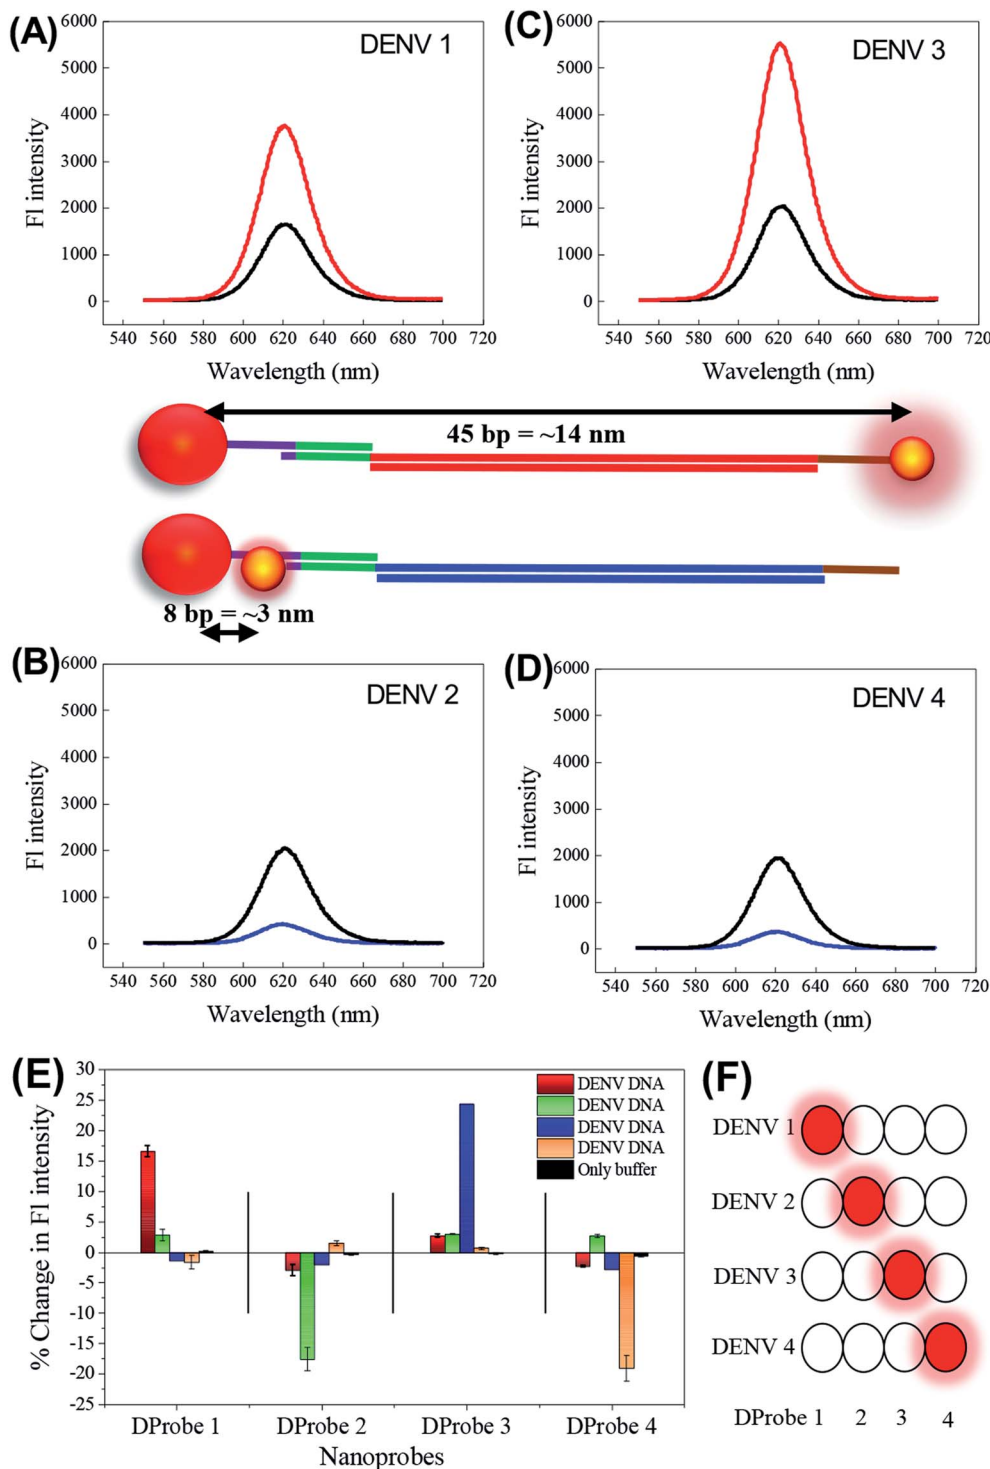 (A)
DENV 1
6000
5000
4000
3000
2000
1000
0
Fl intensity
540 560 580 600 620 640 660 680 700 720
Wavelength (nm)
(C)
DENV 3
6000
5000
4000
3000
2000
1000
0
Fl intensity
540 560 580 600 620 640 660 680 700 720
Wavelength (nm)
45 bp = ~14 nm
8 bp = ~3 nm
(B)
DENV 2
6000
5000
4000
3000
2000
1000
0
Fl intensity
540 560 580 600 620 640 660 680 700 720
Wavelength (nm)
(D)
DENV 4
6000
5000
4000
3000
2000
1000
0
Fl intensity
540 560 580 600 620 640 660 680 700 720
Wavelength (nm)
(E)
30
25
20
15
10
5
0
-5
-10
-15
-20
-25
% Change in Fl intensity
DENV DNA
DENV DNA
DENV DNA
DENV DNA
Only buffer
DProbe 1 DProbe 2 DProbe 3 DProbe 4
Nanoprobes
(F)
DENV 1
DENV 2
DENV 3
DENV 4
DProbe 1 2 3 4